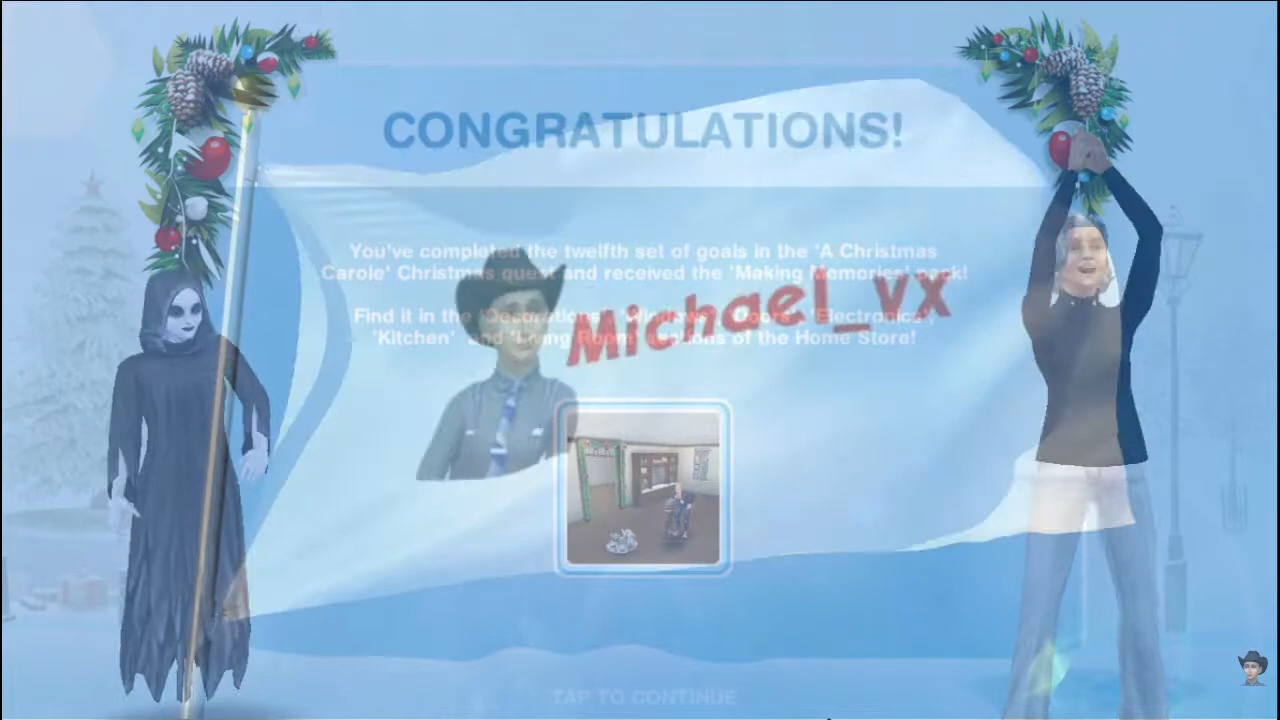 CONGRATULATIONS!
You've completed the twelfth set of goals in the 'A Christmas
Carole' Christmas quest and received the 'Making Memories' pack!
Michael_vx
Find it in the 'Decorations', 'Windows', 'Doors', 'Electronics',
'Kitchen' and 'Living Room' sections of the Home Store!
TAP TO CONTINUE